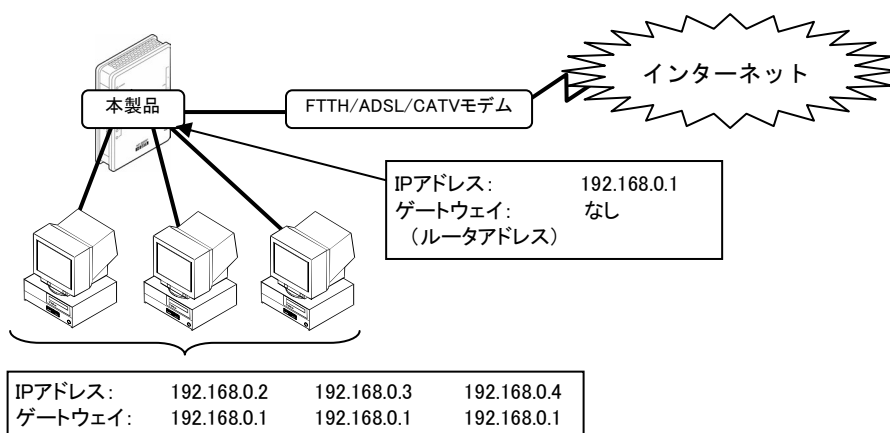 インターネット
本製品
FTTH/ADSL/CATVモデム
IPアドレス: 192.168.0.1
ゲートウェイ: なし
(ルータアドレス)
IPアドレス: 192.168.0.2 192.168.0.3 192.168.0.4
ゲートウェイ: 192.168.0.1 192.168.0.1 192.168.0.1